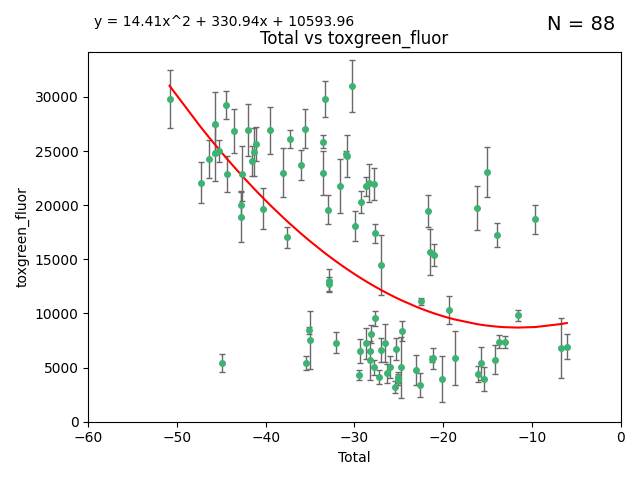 y = 14.41x^2 + 330.94x + 10593.96
N = 88
Total vs toxgreen_fluor
30000
25000
20000
15000
10000
5000
0
toxgreen_fluor
−60
−50
−40
−30
−20
−10
0
Total